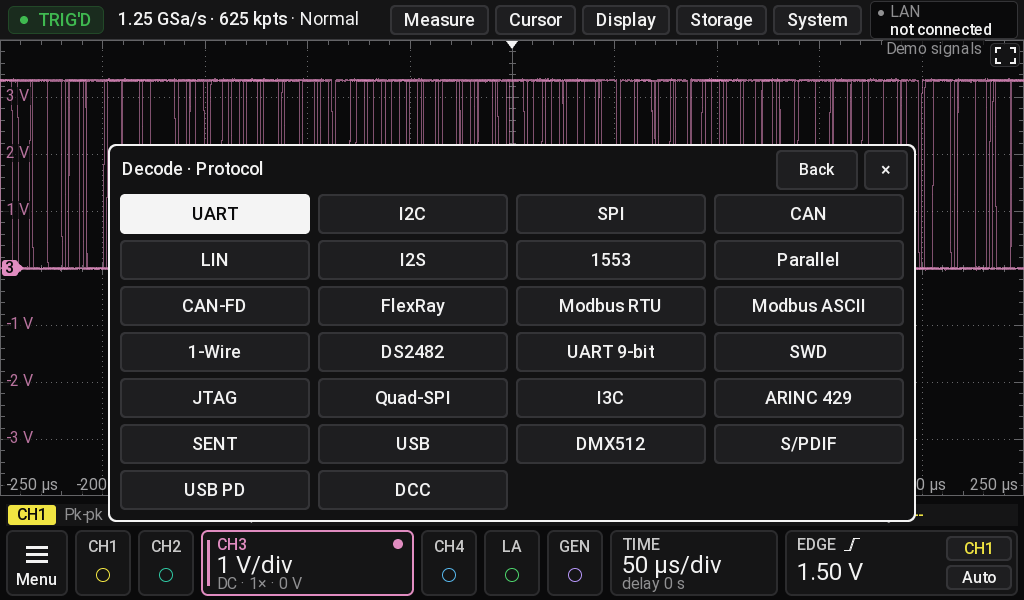 TRIG'D 1.25 GSa/s · 625 kpts · Normal Measure Cursor Display Storage System LAN
not connected
Demo signals
3 V
2 V
Decode · Protocol Back ×
1 V UART I2C SPI CAN
LIN I2S 1553 Parallel
3
CAN-FD FlexRay Modbus RTU Modbus ASCII
-1 V
1-Wire DS2482 UART 9-bit SWD
-2 V
JTAG Quad-SPI I3C ARINC 429
-3 V
SENT USB DMX512 S/PDIF
-250 µs -200 USB PD DCC 0 µs 250 µs
CH1 Pk-pk --
Menu CH1 CH2 CH3 CH4 LA GEN TIME EDGE CH1
1 V/div 50 µs/div 1.50 V Auto
DC · 1× · 0 V delay 0 s